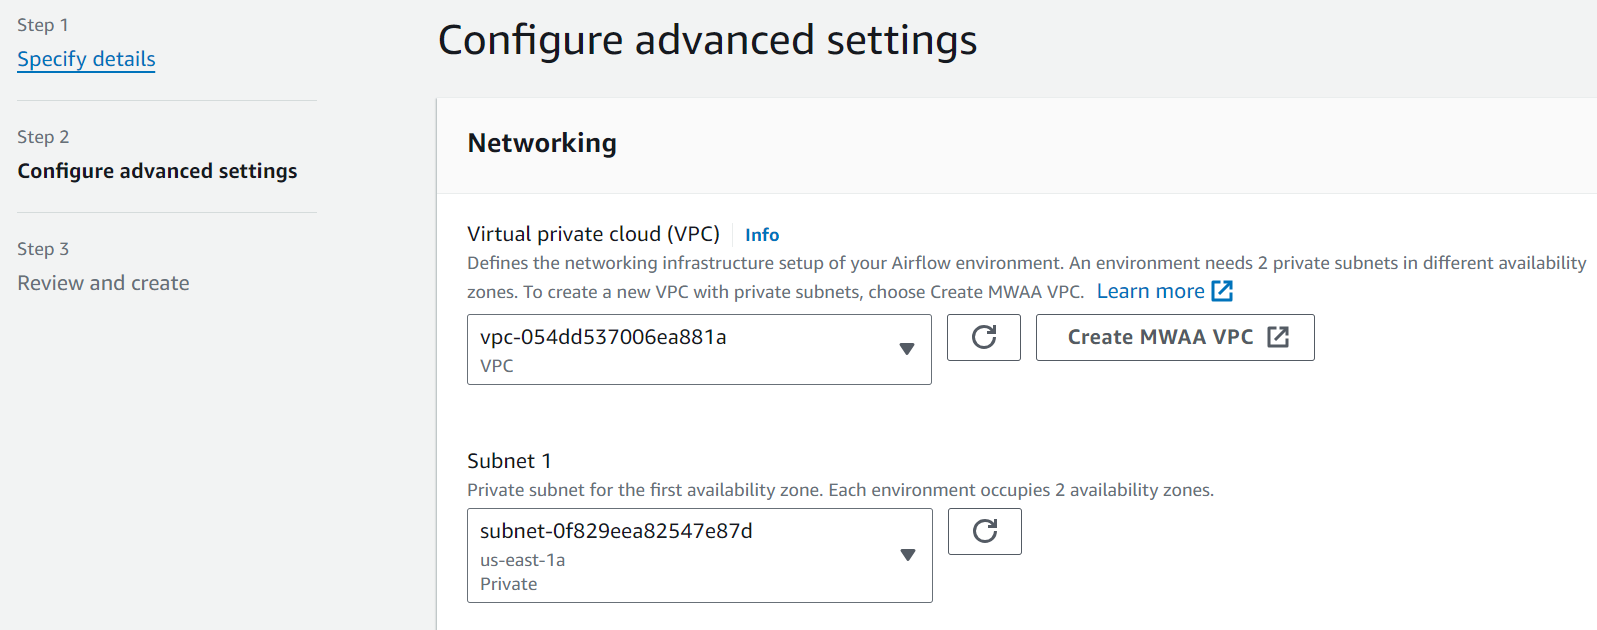 Step 1
Specify details
Step 2
Configure advanced settings
Step 3
Review and create
Configure advanced settings
Networking
Virtual private cloud (VPC) Info
Defines the networking infrastructure setup of your Airflow environment. An environment needs 2 private subnets in different availability
zones. To create a new VPC with private subnets, choose Create MWAA VPC. Learn more
vpc-054dd537006ea881a
VPC
Create MWAA VPC
Subnet 1
Private subnet for the first availability zone. Each environment occupies 2 availability zones.
subnet-0f829eea82547e87d
us-east-1a
Private